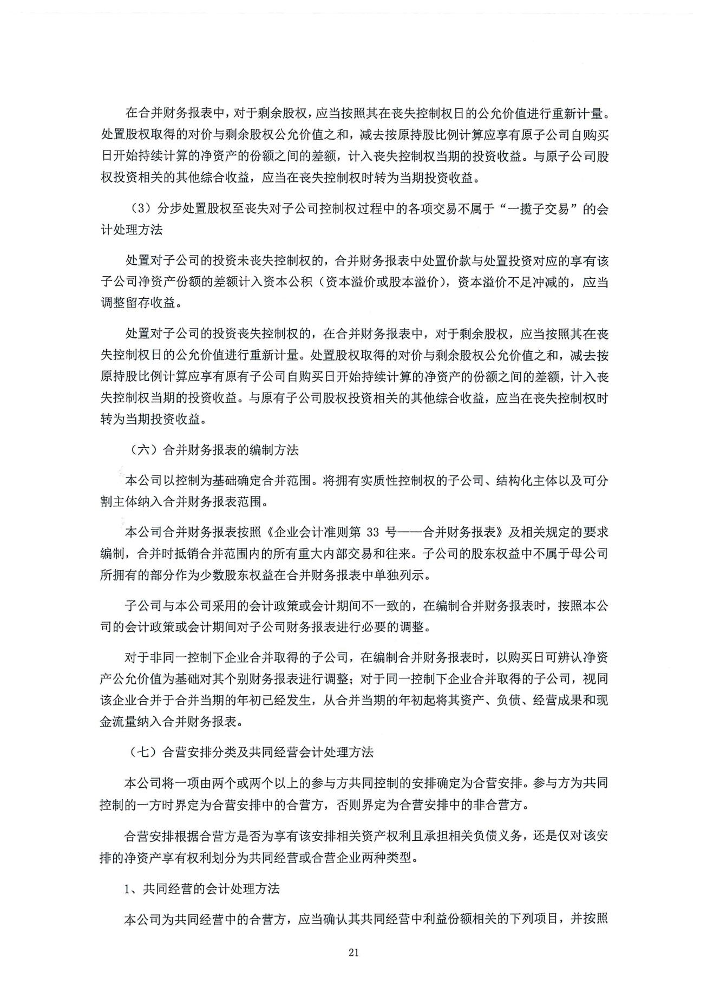 在合并财务报表中，对于剩余股权，应当按照其在丧失控制权日的公允价值进行重新计量。
处置股权取得的对价与剩余股权公允价值之和，减去按原持股比例计算应享有原子公司自购买
日开始持续计算的净资产的份额之间的差额，计入丧失控制权当期的投资收益。与原子公司股
权投资相关的其他综合收益，应当在丧失控制权时转为当期投资收益。
（3）分步处置股权至丧失对子公司控制权过程中的各项交易不属于“一揽子交易”的会
计处理方法
处置对子公司的投资未丧失控制权的，合并财务报表中处置价款与处置投资对应的享有该
子公司净资产份额的差额计入资本公积（资本溢价或股本溢价），资本溢价不足冲减的，应当
调整留存收益。
处置对子公司的投资丧失控制权的，在合并财务报表中，对于剩余股权，应当按照其在丧
失控制权日的公允价值进行重新计量。处置股权取得的对价与剩余股权公允价值之和，减去按
原持股比例计算应享有原有子公司自购买日开始持续计算的净资产的份额之间的差额，计入丧
失控制权当期的投资收益。与原有子公司股权投资相关的其他综合收益，应当在丧失控制权时
转为当期投资收益。
（六）合并财务报表的编制方法
本公司以控制为基础确定合并范围。将拥有实质性控制权的子公司、结构化主体以及可分
割主体纳入合并财务报表范围。
本公司合并财务报表按照《企业会计准则第 33 号——合并财务报表》及相关规定的要求
编制，合并时抵销合并范围内的所有重大内部交易和往来。子公司的股东权益中不属于母公司
所拥有的部分作为少数股东权益在合并财务报表中单独列示。
子公司与本公司采用的会计政策或会计期间不一致的，在编制合并财务报表时，按照本公
司的会计政策或会计期间对子公司财务报表进行必要的调整。
对于非同一控制下企业合并取得的子公司，在编制合并财务报表时，以购买日可辨认净资
产公允价值为基础对其个别财务报表进行调整；对于同一控制下企业合并取得的子公司，视同
该企业合并于合并当期的年初已经发生，从合并当期的年初起将其资产、负债、经营成果和现
金流量纳入合并财务报表。
（七）合营安排分类及共同经营会计处理方法
本公司将一项由两个或两个以上的参与方共同控制的安排确定为合营安排。参与方为共同
控制的一方时界定为合营安排中的合营方，否则界定为合营安排中的非合营方。
合营安排根据合营方是否为享有该安排相关资产权利且承担相关负债义务，还是仅对该安
排的净资产享有权利划分为共同经营或合营企业两种类型。
1、共同经营的会计处理方法
本公司为共同经营中的合营方，应当确认其共同经营中利益份额相关的下列项目，并按照
21